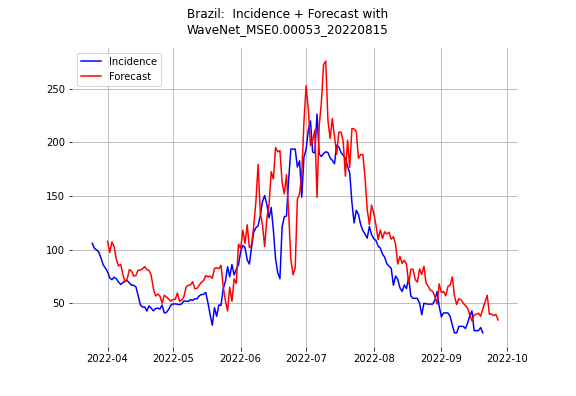 Brazil:  Incidence + Forecast with
WaveNet_MSE0.00053_20220815
Incidence
Forecast
250
200
150
100
50
2022-04 2022-05 2022-06 2022-07 2022-08 2022-09 2022-10